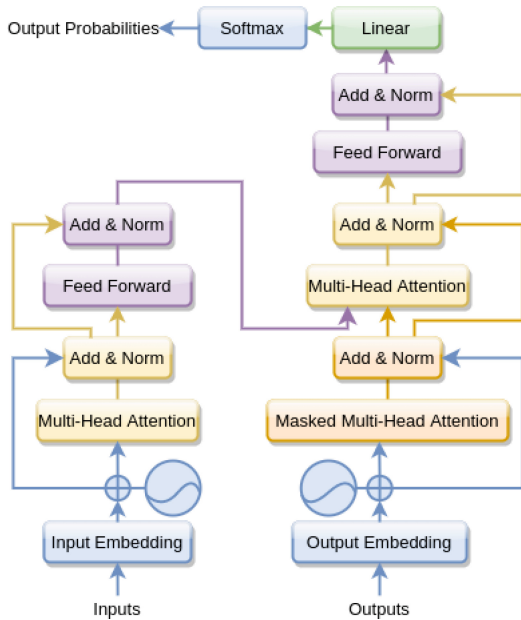 Output Probabilities
Softmax
Linear
Add & Norm
Feed Forward
Add & Norm
Add & Norm
Feed Forward
Multi-Head Attention
Add & Norm
Add & Norm
Multi-Head Attention
Masked Multi-Head Attention
Input Embedding
Output Embedding
Inputs
Outputs